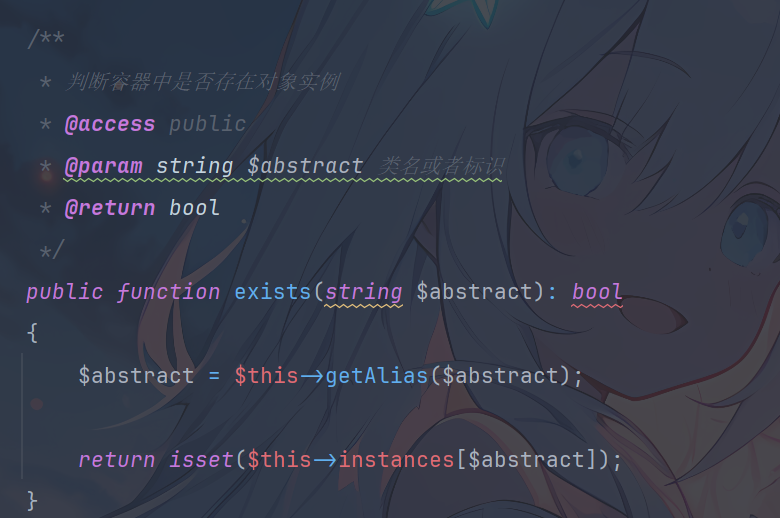 /**
 * 判断容器中是否存在对象实例
 * @access public
 * @param string $abstract 类名或者标识
 * @return bool
 */
public function exists(string $abstract): bool
{
    $abstract = $this->getAlias($abstract);

    return isset($this->instances[$abstract]);
}